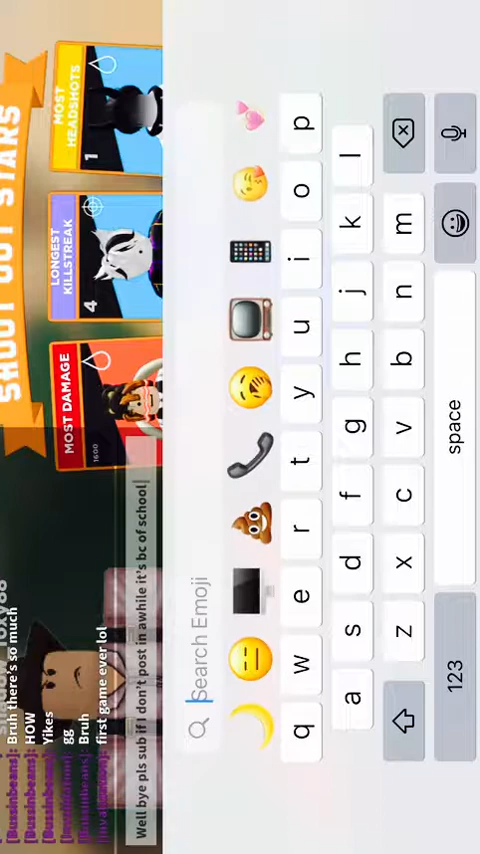 SHOOT OUT STARS
MOST DAMAGE
1600
LONGEST KILLSTREAK
4
MOST HEADSHOTS
1
[Bussinbeans]: Bruh there's so much
[Bussinbeans]: HOW
[Bussinbeans]: Yikes
gg
[Bussinbeans]: Bruh
first game ever lol
Well bye pls sub if I don't post in awhile it's bc of school
Search Emoji
q w e r t y u i o p
a s d f g h j k l
z x c v b n m
123 space